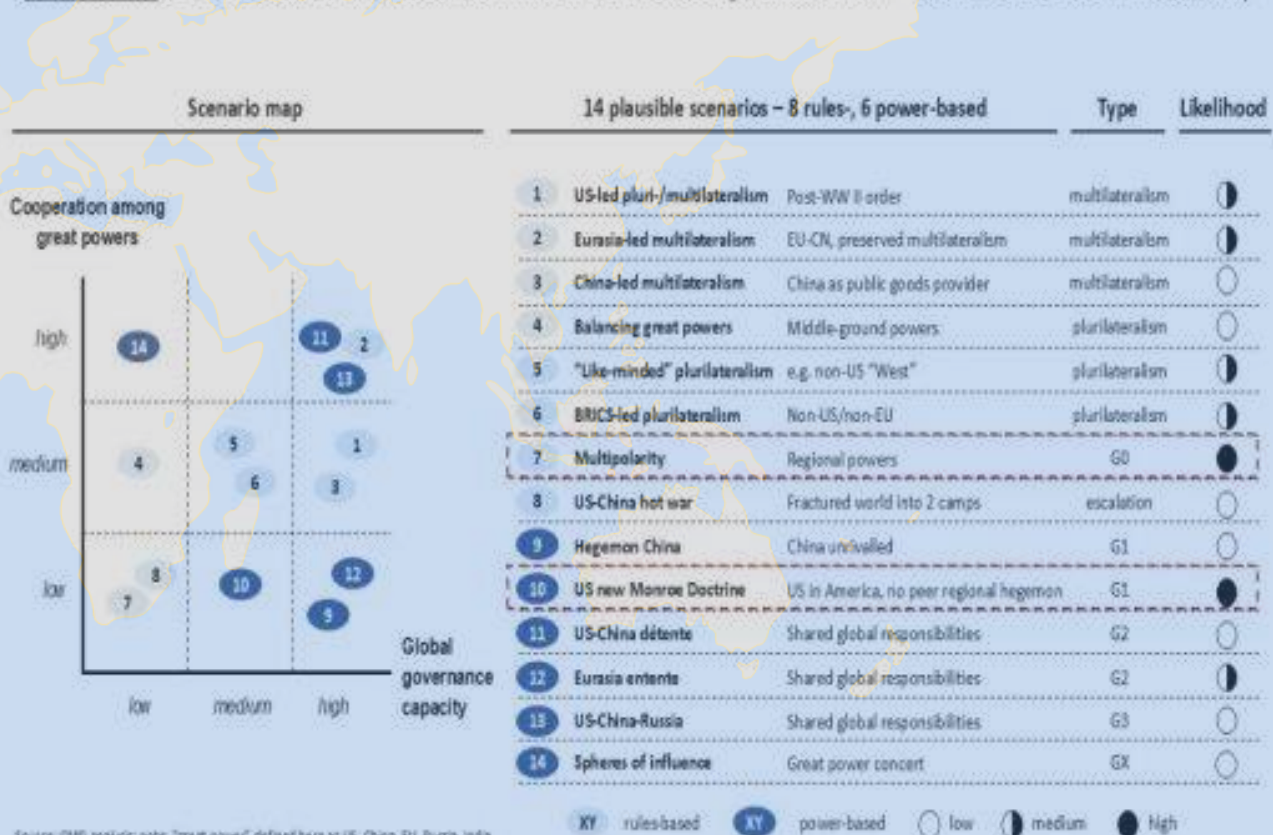 Scenario map
14 plausible scenarios – 8 rules-, 6 power-based Type Likelihood
Cooperation among
great powers
high
medium
low
14
11
2
13
4
5
6
1
3
8
7
10
12
9
low medium high
Global
governance
capacity
1 US-led pluri-/multilateralism Post-WW II order multilateralism
2 Eurasia-led multilateralism EU-CN, preserved multilateralism multilateralism
3 China-led multilateralism China as public goods provider multilateralism
4 Balancing great powers Middle-ground powers plurilateralism
5 "Like-minded" plurilateralism e.g. non-US "West" plurilateralism
6 BRICS-led plurilateralism Non-US/non-EU plurilateralism
7 Multipolarity Regional powers G0
8 US-China hot war Fractured world into 2 camps escalation
9 Hegemon China China unrivalled G1
10 US new Monroe Doctrine US in America, no peer regional hegemon G1
11 US-China détente Shared global responsibilities G2
12 Eurasia entente Shared global responsibilities G2
13 US-China-Russia Shared global responsibilities G3
14 Spheres of influence Great power concert GX
XY rules-based XY power-based low medium high